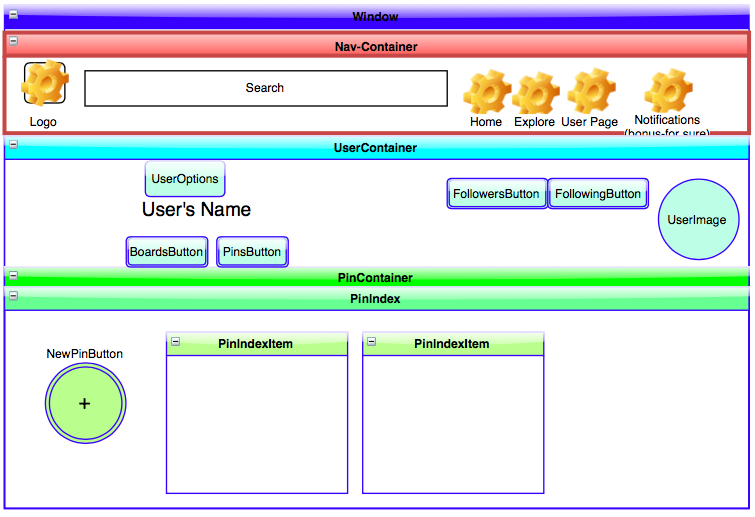 Window
Nav-Container
Search
Logo
Home
Explore
User Page
Notifications
(bonus-for sure)
UserContainer
UserOptions
User's Name
FollowersButton
FollowingButton
UserImage
BoardsButton
PinsButton
PinContainer
PinIndex
NewPinButton
+
PinIndexItem
PinIndexItem